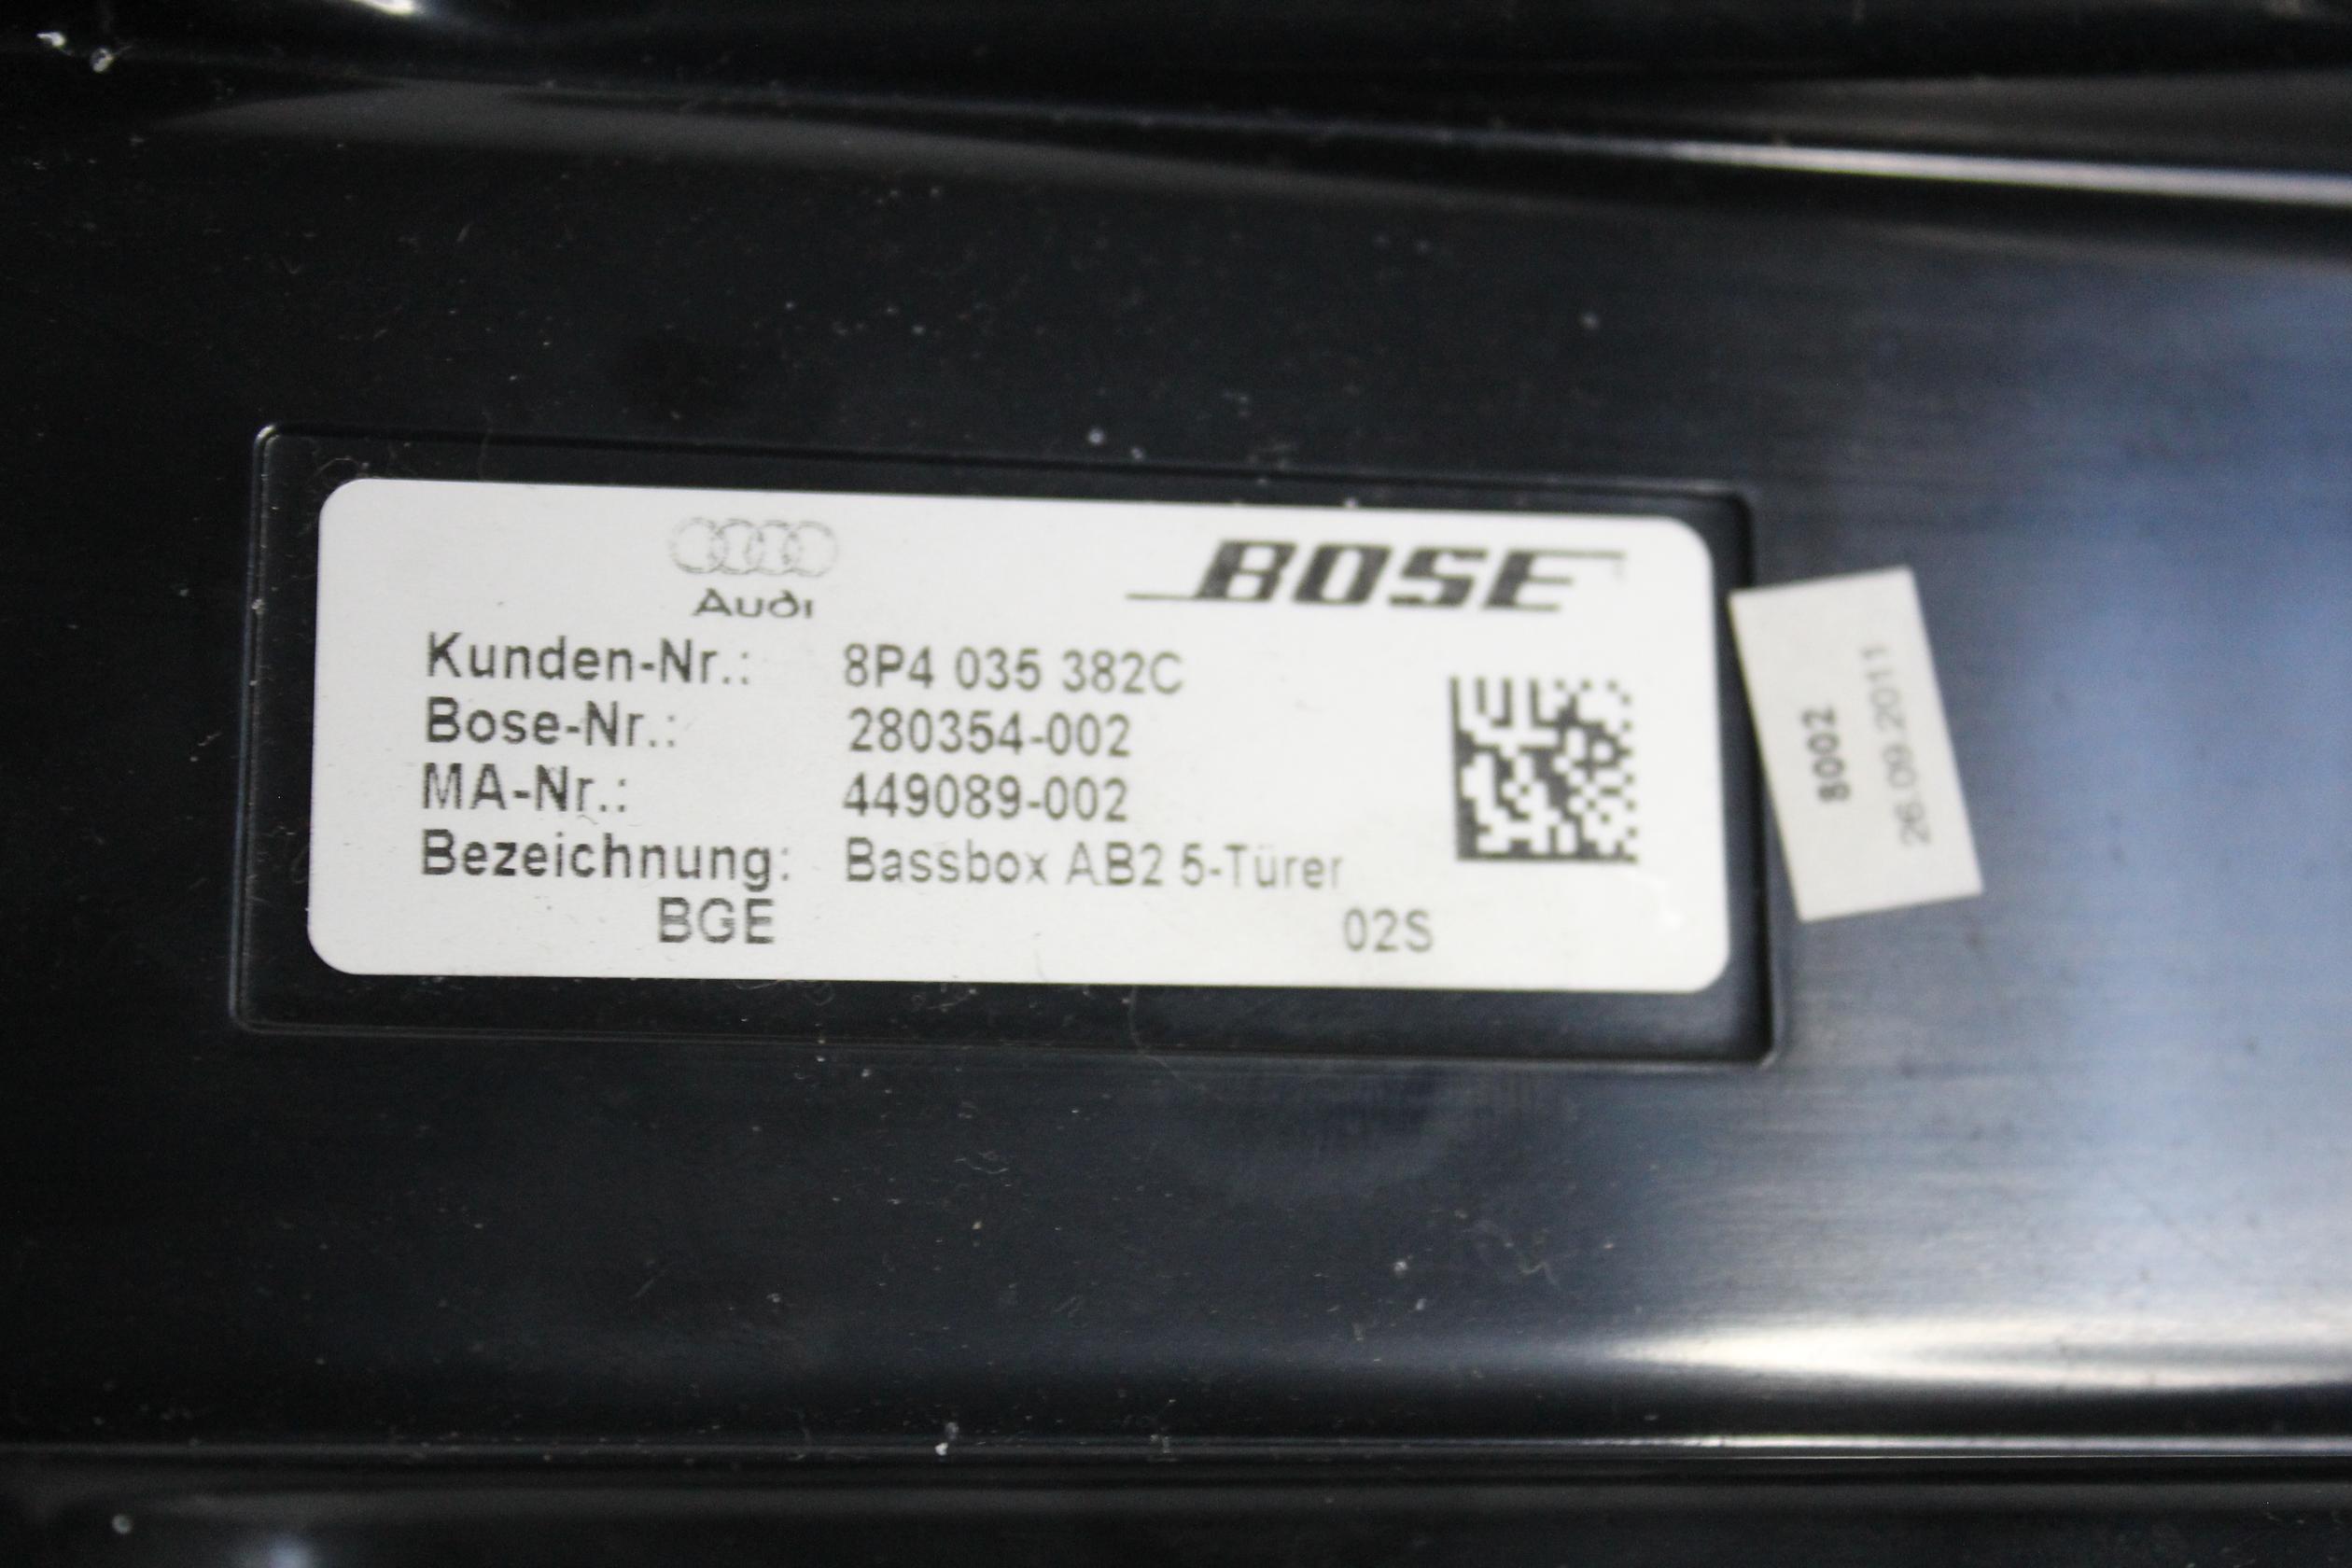 Audi
BOSE
Kunden-Nr.: 8P4 035 382C
Bose-Nr.: 280354-002
MA-Nr.: 449089-002
Bezeichnung: Bassbox AB2 5-Türer
BGE 02S
8002
26.09.2011